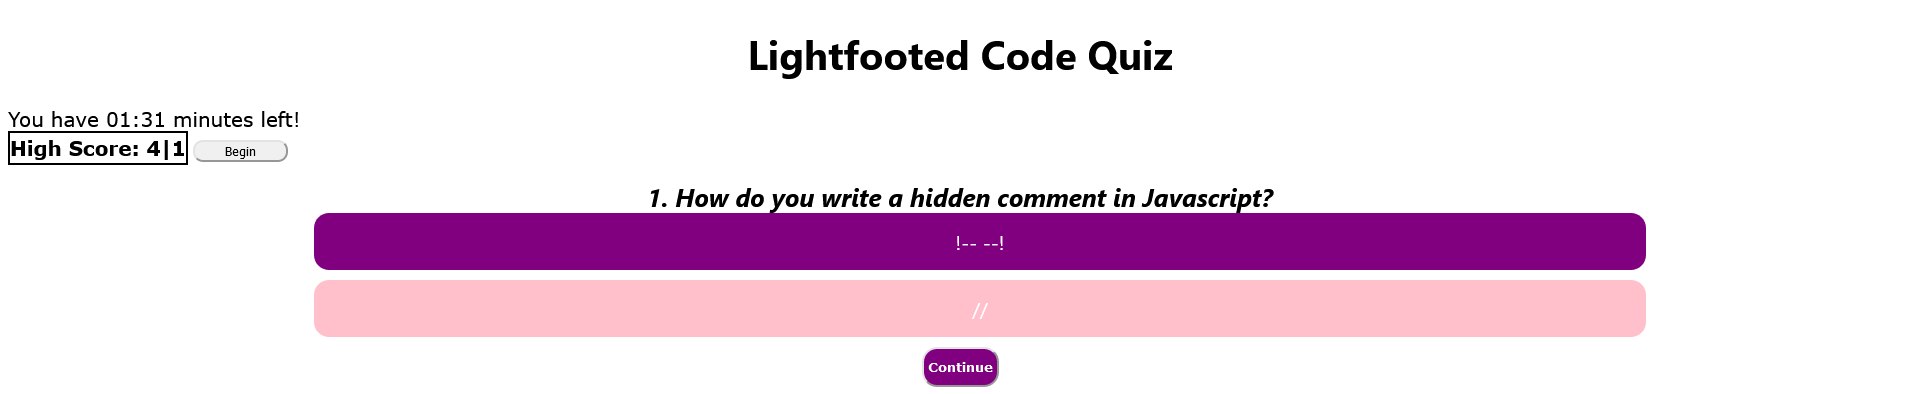 Lightfooted Code Quiz
You have 01:31 minutes left!
High Score: 4|1 Begin
1. How do you write a hidden comment in Javascript?
!-- --!
//
Continue